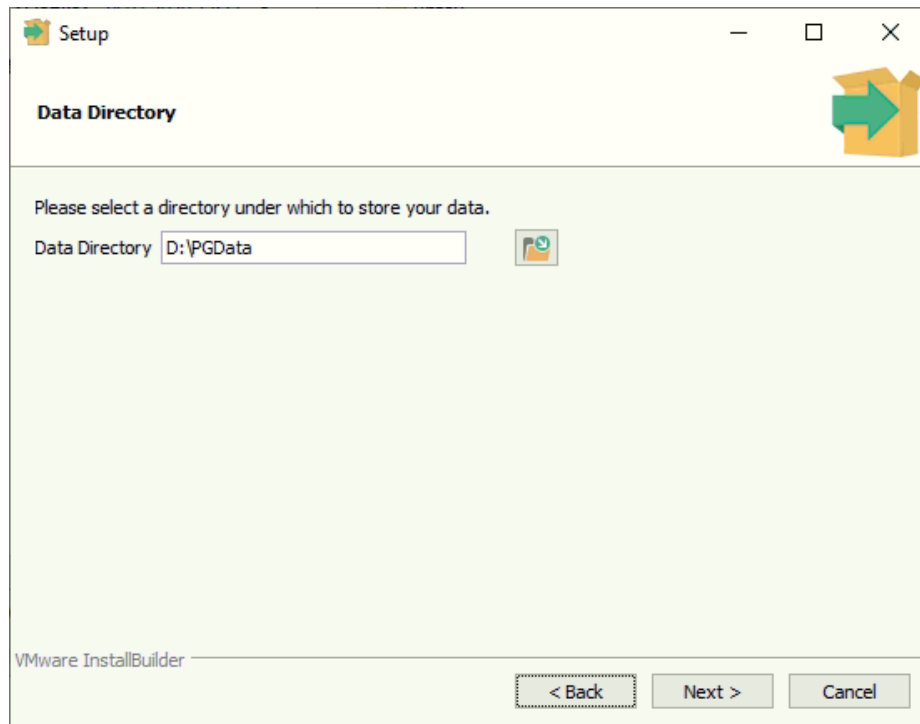 Setup
Data Directory
Please select a directory under which to store your data.
Data Directory D:\PGData
VMware InstallBuilder
< Back Next > Cancel